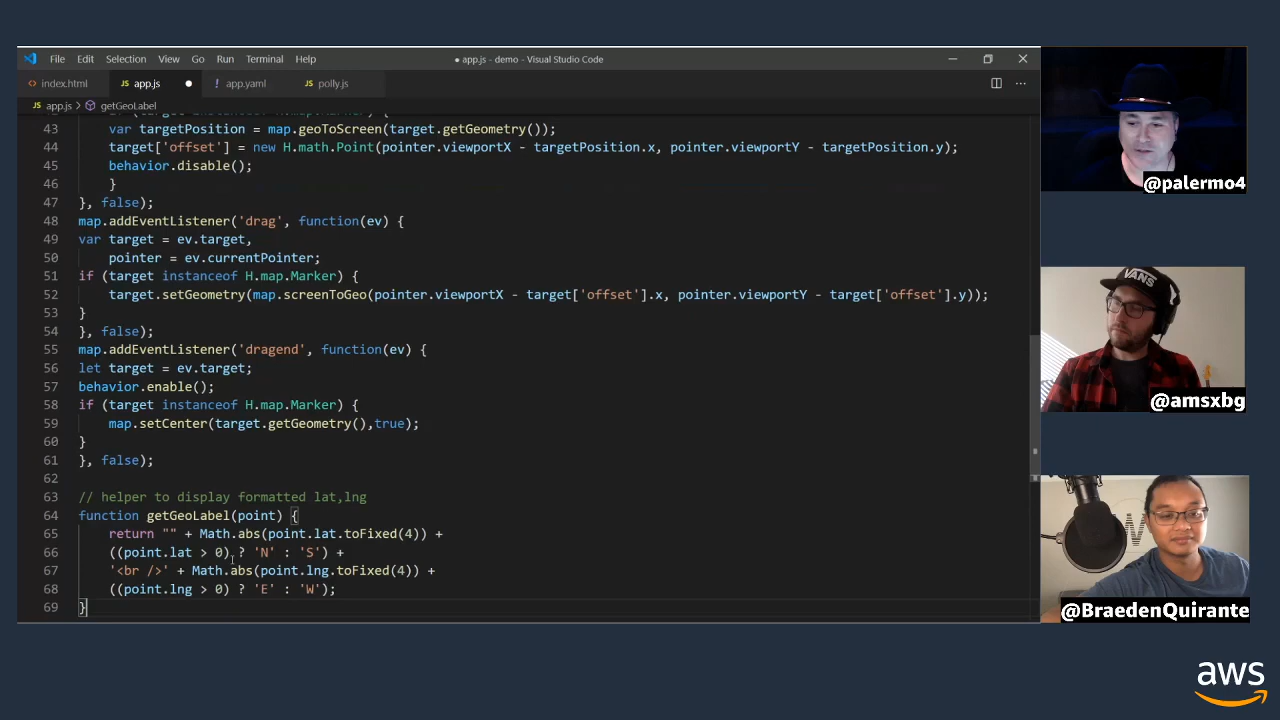 File Edit Selection View Go Run Terminal Help
● app.js - demo - Visual Studio Code
<> index.html
JS app.js ●
! app.yaml
JS polly.js
JS app.js > getGeoLabel
43 var targetPosition = map.geoToScreen(target.getGeometry());
44 target['offset'] = new H.math.Point(pointer.viewportX - targetPosition.x, pointer.viewportY - targetPosition.y);
45 behavior.disable();
46 }
47 }, false);
48 map.addEventListener('drag', function(ev) {
49 var target = ev.target,
50 pointer = ev.currentPointer;
51 if (target instanceof H.map.Marker) {
52 target.setGeometry(map.screenToGeo(pointer.viewportX - target['offset'].x, pointer.viewportY - target['offset'].y));
53 }
54 }, false);
55 map.addEventListener('dragend', function(ev) {
56 let target = ev.target;
57 behavior.enable();
58 if (target instanceof H.map.Marker) {
59 map.setCenter(target.getGeometry(),true);
60 }
61 }, false);
62
63 // helper to display formatted lat,lng
64 function getGeoLabel(point) {
65 return "" + Math.abs(point.lat.toFixed(4)) +
66 ((point.lat > 0) ? 'N' : 'S') +
67 '<br />' + Math.abs(point.lng.toFixed(4)) +
68 ((point.lng > 0) ? 'E' : 'W');
69 }
@palermo4
VANS
@amsxbg
@BraedenQuirante
aws